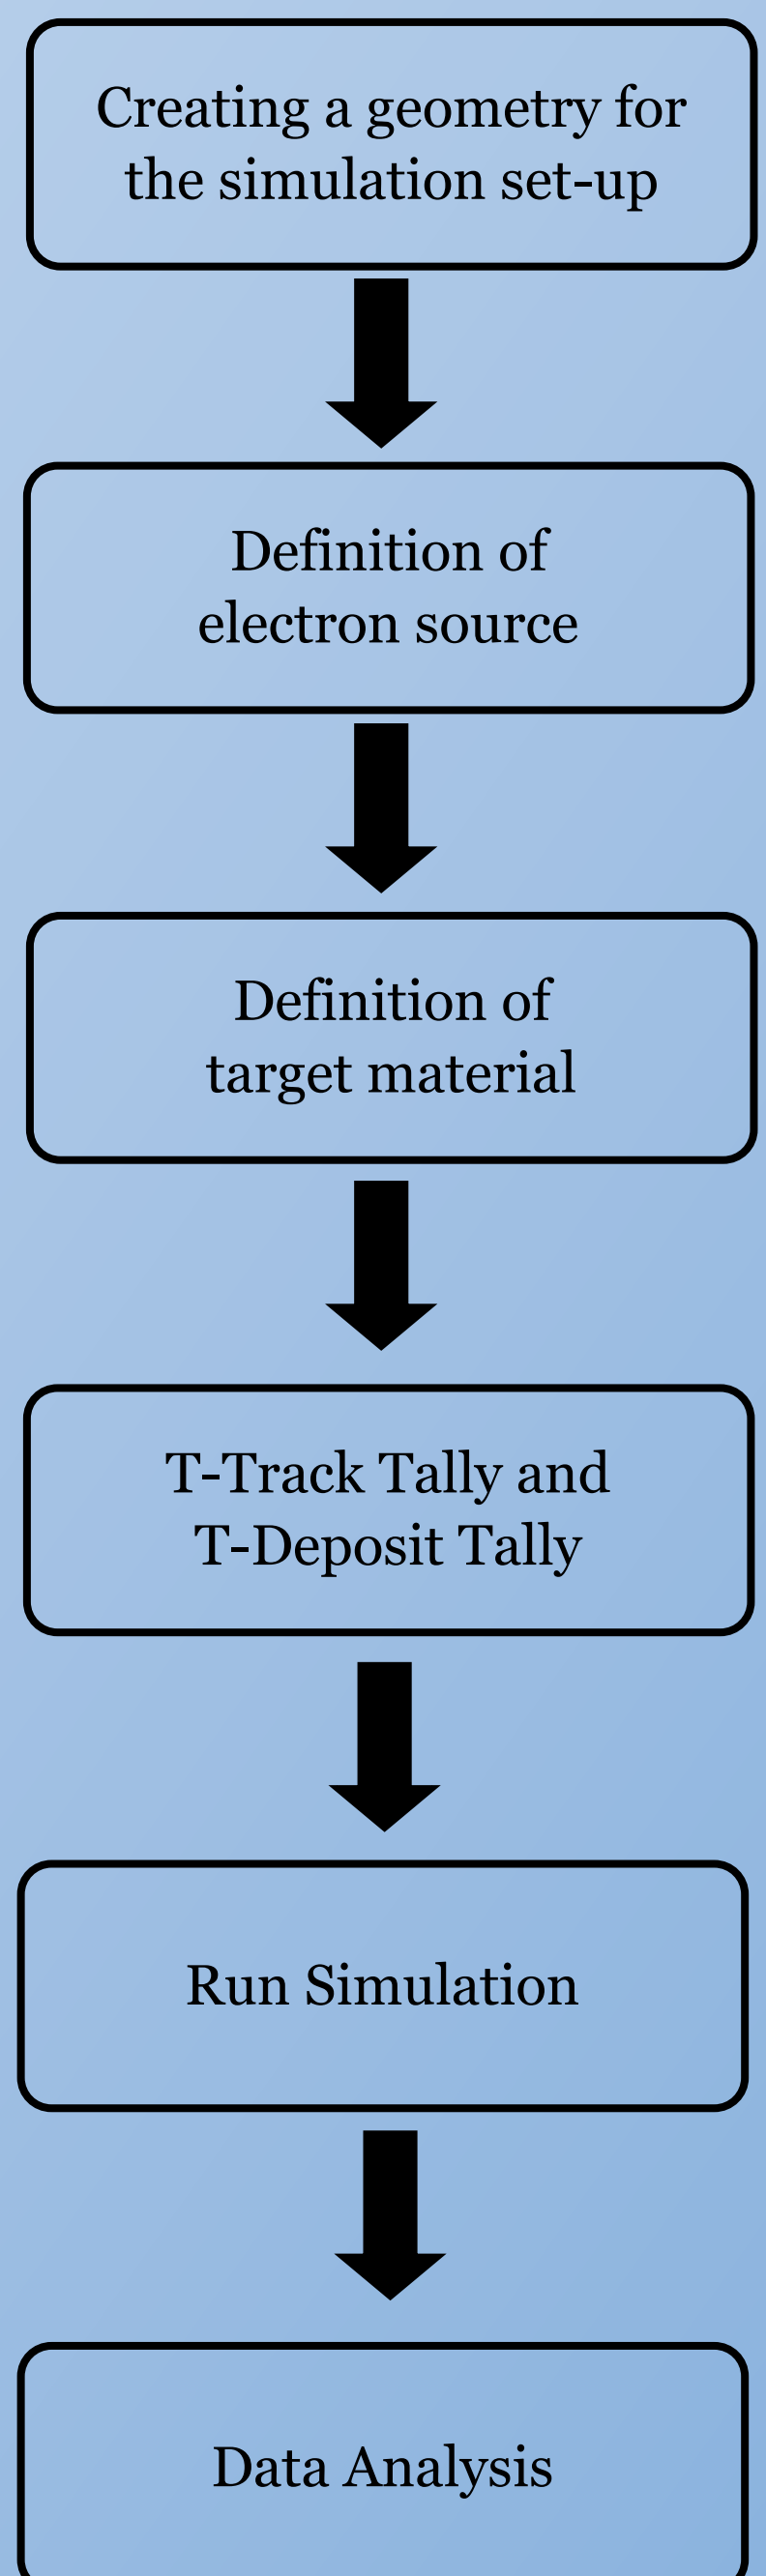 Creating a geometry for
the simulation set-up
Definition of
electron source
Definition of
target material
T-Track Tally and
T-Deposit Tally
Run Simulation
Data Analysis